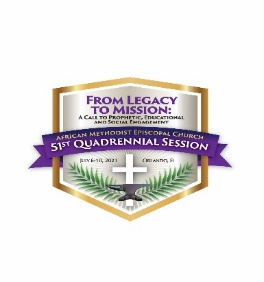 FROM LEGACY
TO MISSION:
A CALL TO PROPHETIC, EDUCATIONAL
AND SOCIAL ENGAGEMENT
AFRICAN METHODIST EPISCOPAL CHURCH
51ST QUADRENNIAL SESSION
JULY 6-10, 2021 ORLANDO, FL